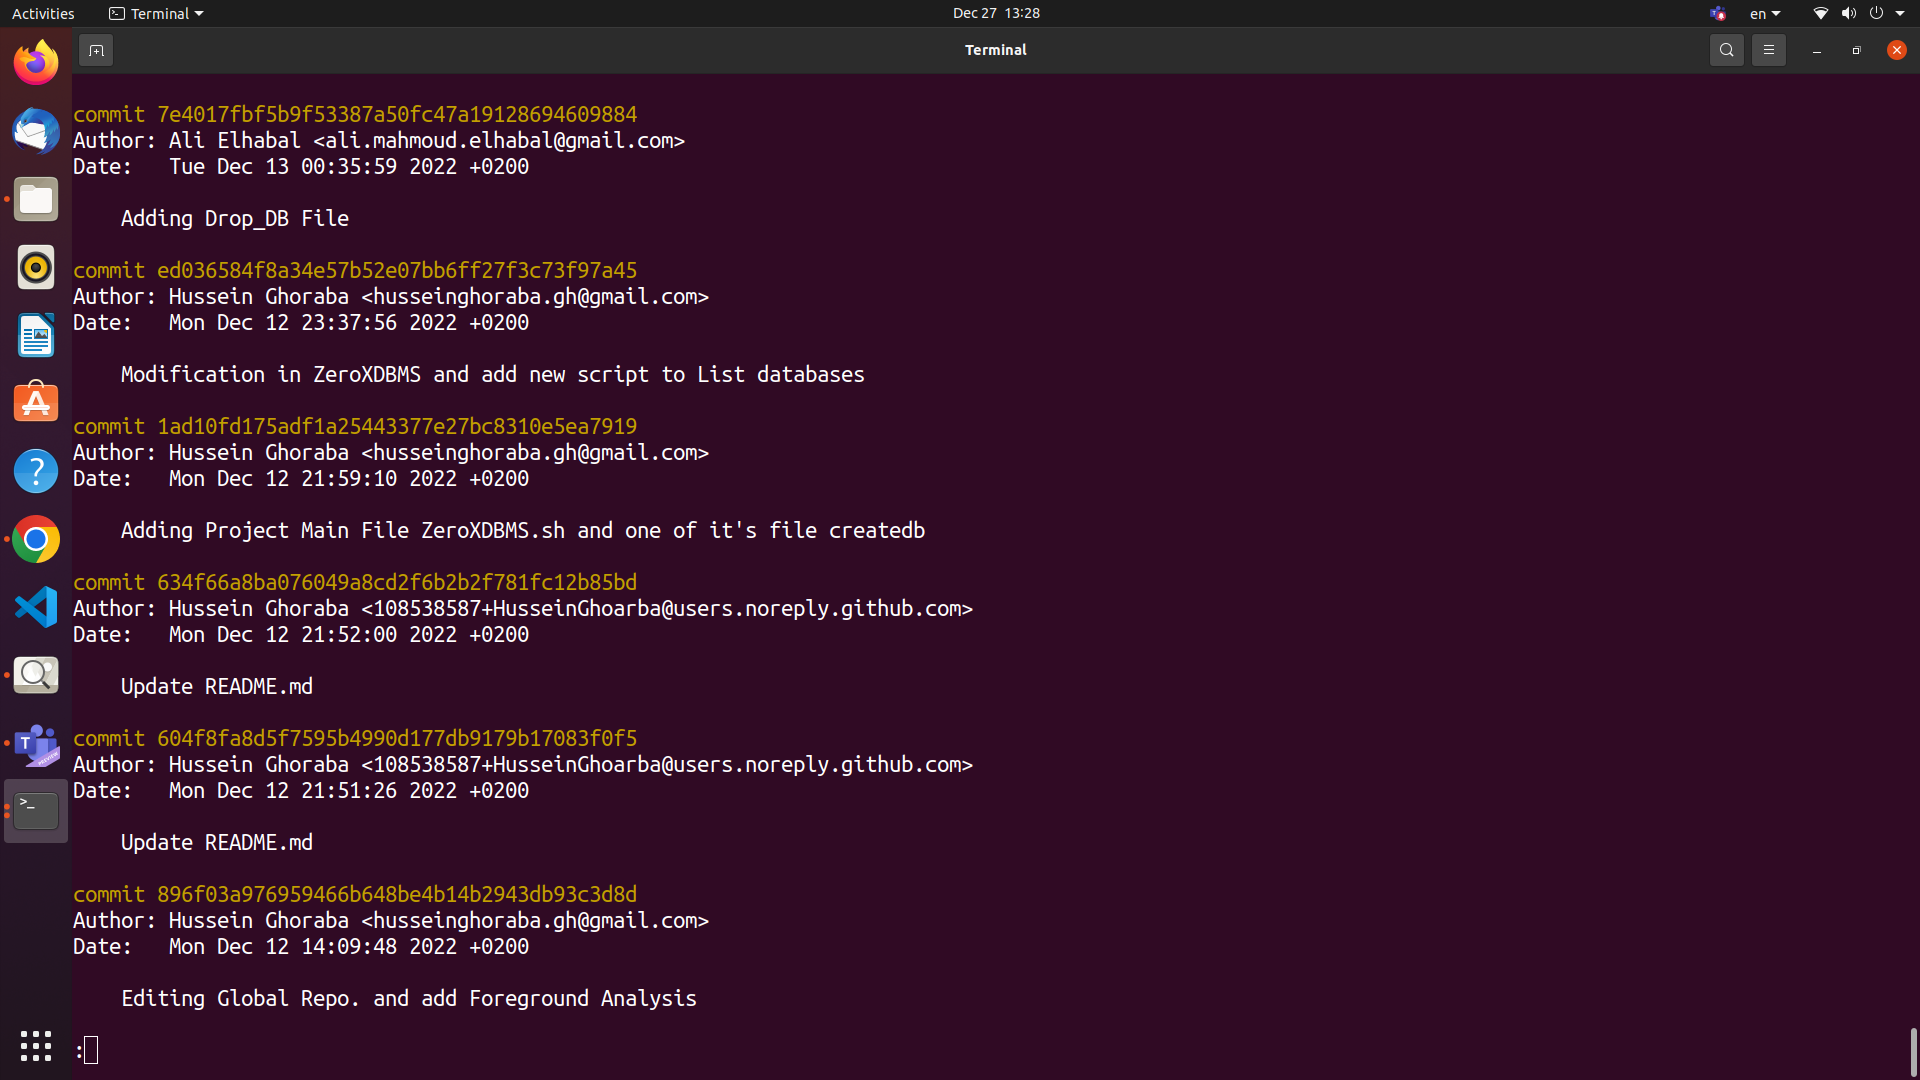 Activities
Terminal
Dec 27 13:28
en
Terminal
commit 7e4017fbf5b9f53387a50fc47a19128694609884
Author: Ali Elhabal <ali.mahmoud.elhabal@gmail.com>
Date:   Tue Dec 13 00:35:59 2022 +0200
Adding Drop_DB File
commit ed036584f8a34e57b52e07bb6ff27f3c73f97a45
Author: Hussein Ghoraba <husseinghoraba.gh@gmail.com>
Date:   Mon Dec 12 23:37:56 2022 +0200
Modification in ZeroXDBMS and add new script to List databases
commit 1ad10fd175adf1a25443377e27bc8310e5ea7919
Author: Hussein Ghoraba <husseinghoraba.gh@gmail.com>
Date:   Mon Dec 12 21:59:10 2022 +0200
Adding Project Main File ZeroXDBMS.sh and one of it's file createdb
commit 634f66a8ba076049a8cd2f6b2b2f781fc12b85bd
Author: Hussein Ghoraba <108538587+HusseinGhoarba@users.noreply.github.com>
Date:   Mon Dec 12 21:52:00 2022 +0200
Update README.md
commit 604f8fa8d5f7595b4990d177db9179b17083f0f5
Author: Hussein Ghoraba <108538587+HusseinGhoarba@users.noreply.github.com>
Date:   Mon Dec 12 21:51:26 2022 +0200
Update README.md
commit 896f03a976959466b648be4b14b2943db93c3d8d
Author: Hussein Ghoraba <husseinghoraba.gh@gmail.com>
Date:   Mon Dec 12 14:09:48 2022 +0200
Editing Global Repo. and add Foreground Analysis
: